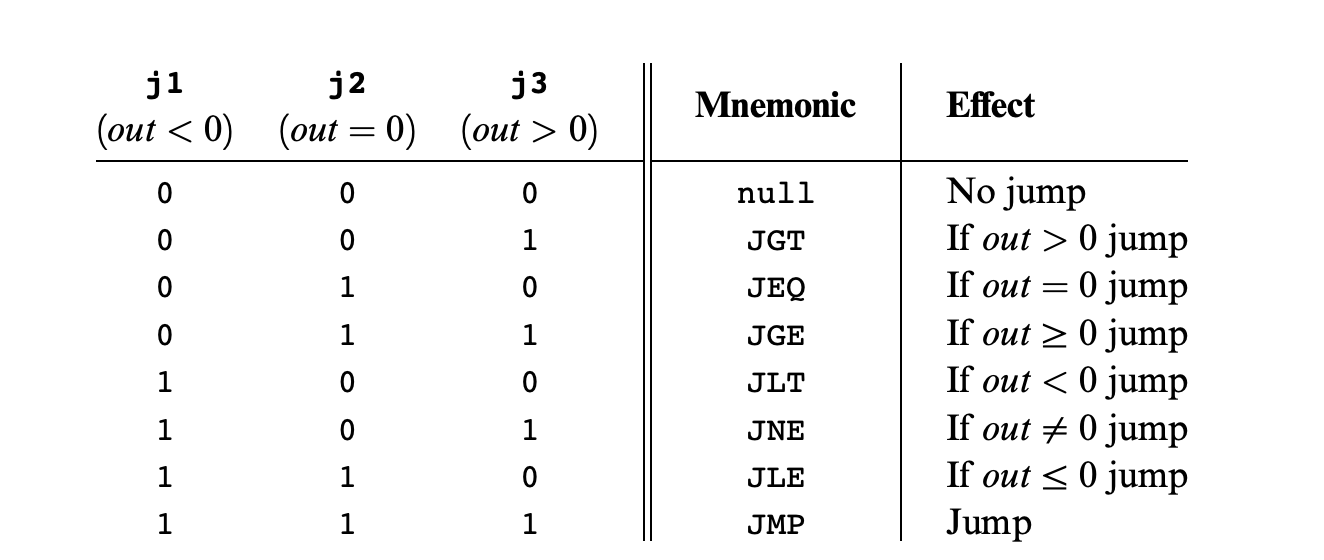 j1 j2 j3 Mnemonic Effect
(out < 0) (out = 0) (out > 0)
0 0 0 null No jump
0 0 1 JGT If out > 0 jump
0 1 0 JEQ If out = 0 jump
0 1 1 JGE If out ≥ 0 jump
1 0 0 JLT If out < 0 jump
1 0 1 JNE If out ≠ 0 jump
1 1 0 JLE If out ≤ 0 jump
1 1 1 JMP Jump